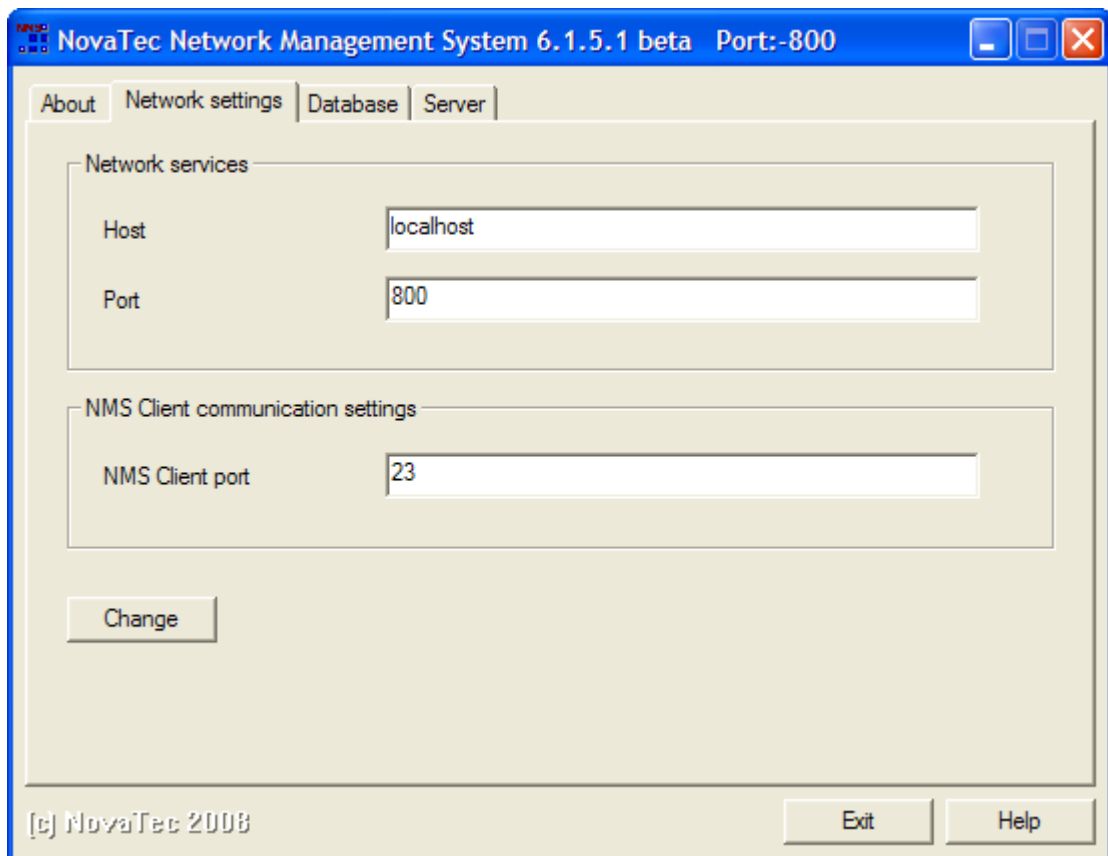 NovaTec Network Management System 6.1.5.1 beta Port:-800
About Network settings Database Server
Network services
Host localhost
Port 800
NMS Client communication settings
NMS Client port 23
Change
(c) NovaTec 2008
Exit Help